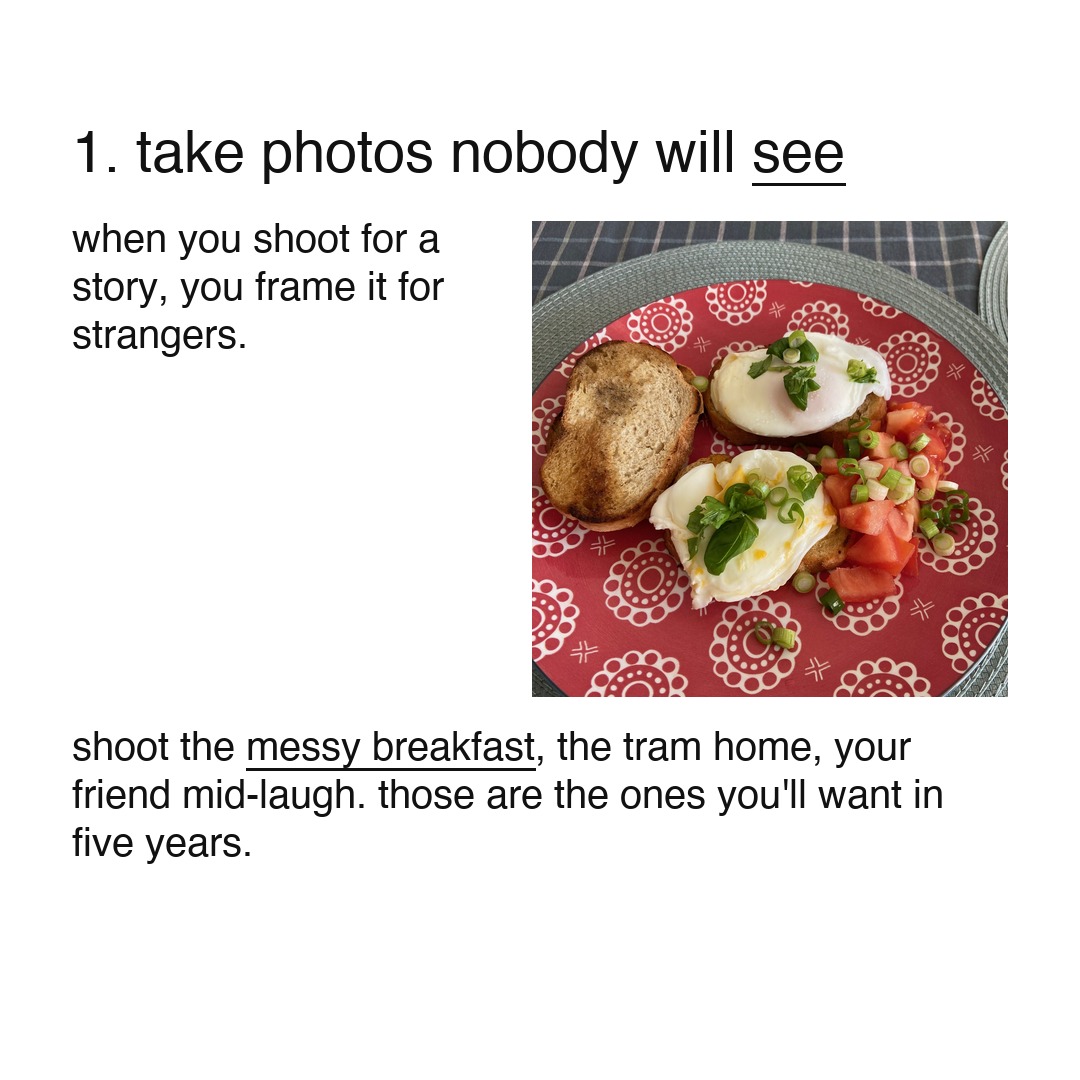 1. take photos nobody will see
when you shoot for a
story, you frame it for
strangers.
shoot the messy breakfast, the tram home, your
friend mid-laugh. those are the ones you'll want in
five years.